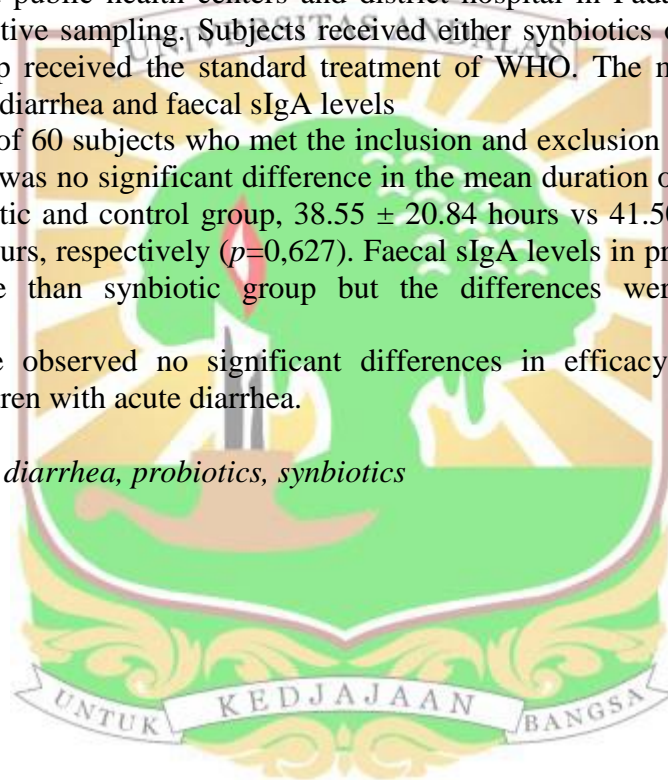 public health centers and district hospital in Pada
UNIVERSITAS ANDALAS
tive sampling. Subjects received either synbiotics
p received the standard treatment of WHO. The m
diarrhea and faecal sIgA levels
of 60 subjects who met the inclusion and exclusion
was no significant difference in the mean duration o
tic and control group, 38.55 ± 20.84 hours vs 41.50
urs, respectively (p=0,627). Faecal sIgA levels in pr
e than synbiotic group but the differences wer
e observed no significant differences in efficacy
ren with acute diarrhea.
diarrhea, probiotics, synbiotics
UNTUK KEDJAJAAN BANGSA